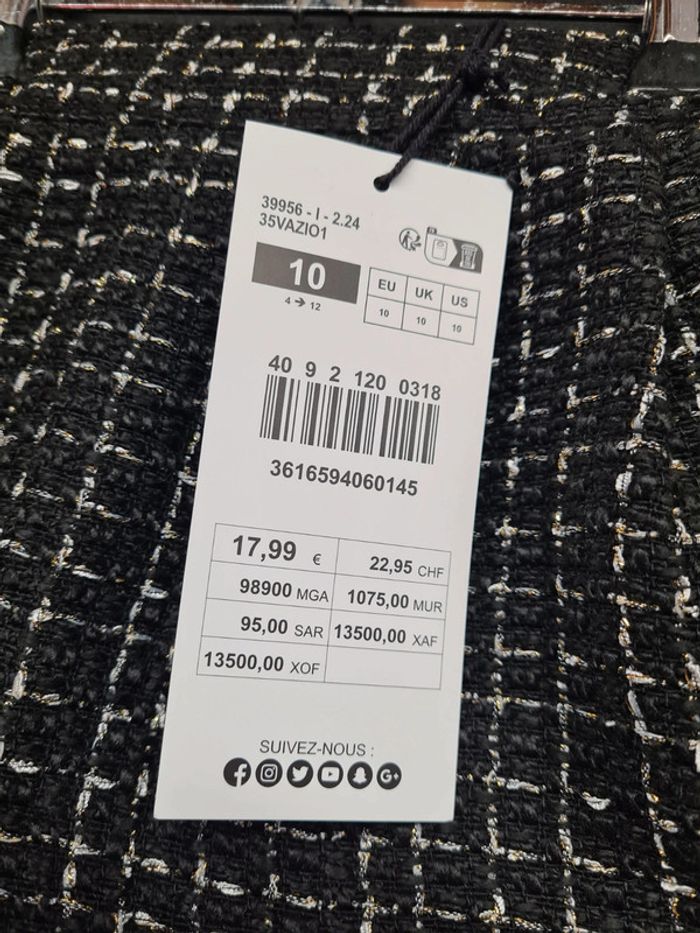 39956 - I - 2.24
35VAZIO1
10
4 → 12
EU UK US
10 10 10
40 9 2 120 0318
3616594060145
17,99 € 22,95 CHF
98900 MGA 1075,00 MUR
95,00 SAR 13500,00 XAF
13500,00 XOF
SUIVEZ-NOUS :